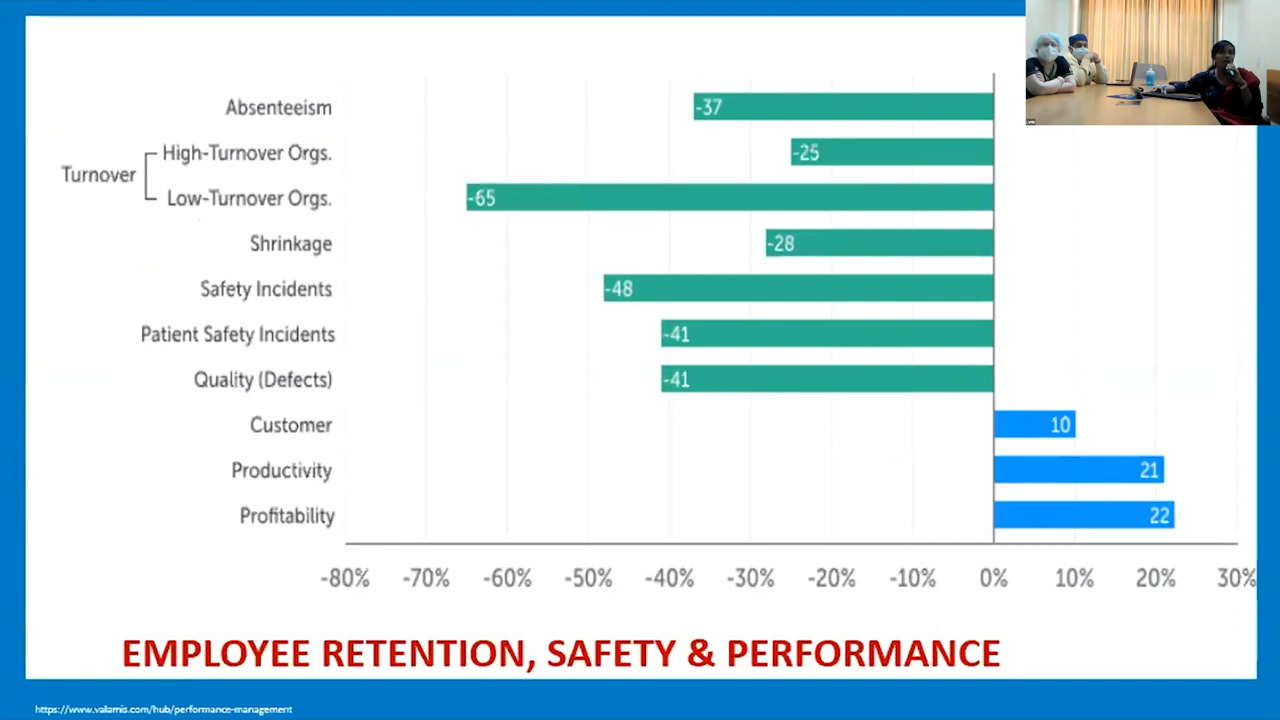 Absenteeism
-37
Turnover
High-Turnover Orgs.
-25
Low-Turnover Orgs.
-65
Shrinkage
-28
Safety Incidents
-48
Patient Safety Incidents
-41
Quality (Defects)
-41
Customer
10
Productivity
21
Profitability
22
-80% -70% -60% -50% -40% -30% -20% -10% 0% 10% 20% 30%
EMPLOYEE RETENTION, SAFETY & PERFORMANCE
https://www.valamis.com/hub/performance-management